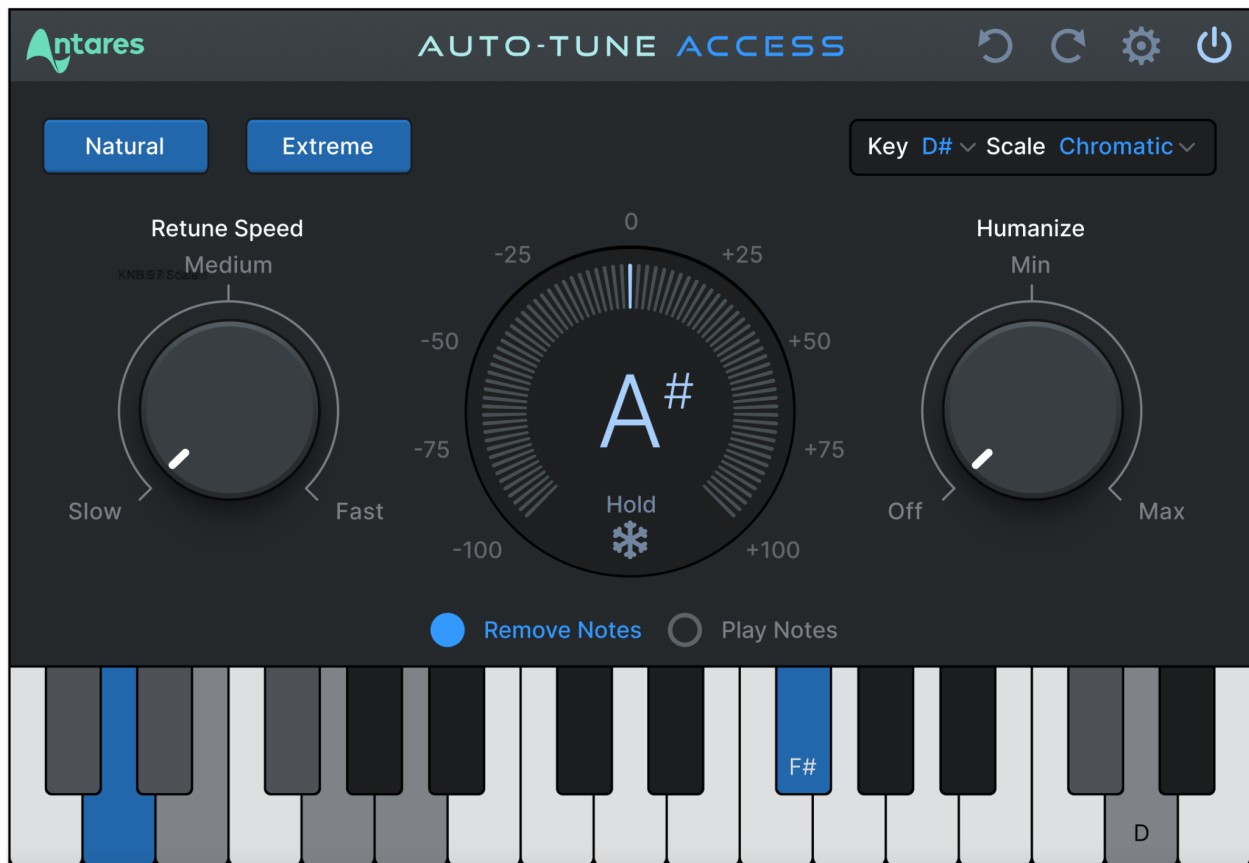 Antares
AUTO-TUNE ACCESS
Natural
Extreme
Key D# Scale Chromatic
Retune Speed
Medium
Slow
Fast
0
-25
+25
-50
+50
-75
+75
-100
+100
A#
Hold
Humanize
Min
Off
Max
Remove Notes
Play Notes
F#
D